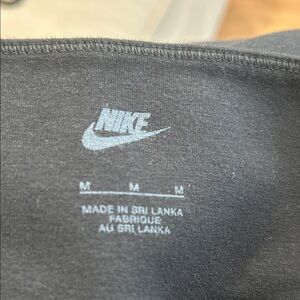 NIKE
M M M
MADE IN SRI LANKA
FABRIQUE
AU SRI LANKA